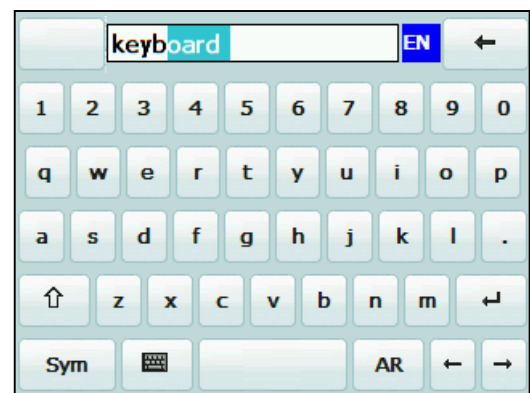 keyboard EN ←
1 2 3 4 5 6 7 8 9 0
q w e r t y u i o p
a s d f g h j k l .
⇧ z x c v b n m ↵
Sym AR ← →